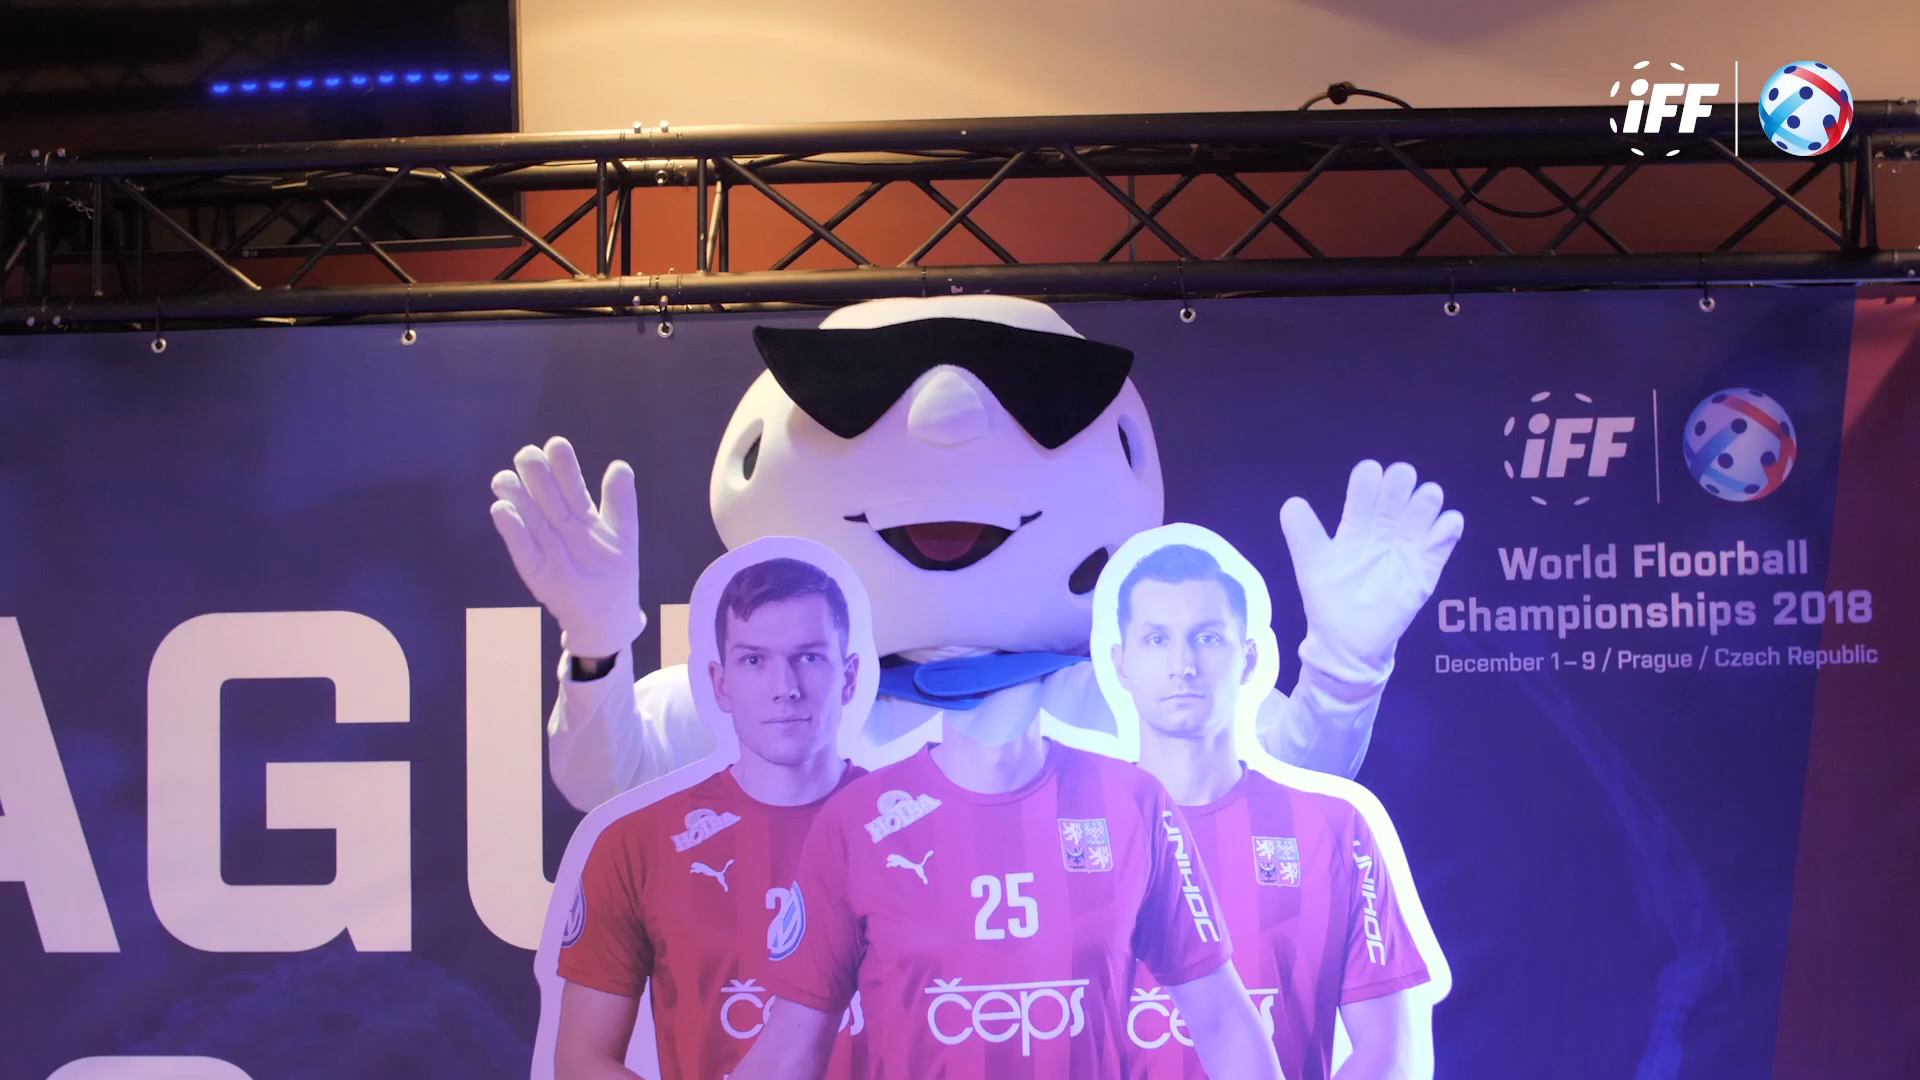 iFF
iFF
World Floorball
Championships 2018
December 1–9 / Prague / Czech Republic
AGU
HOLBA
HOLBA
25
2
UNIHOC
UNIHOC
čeps